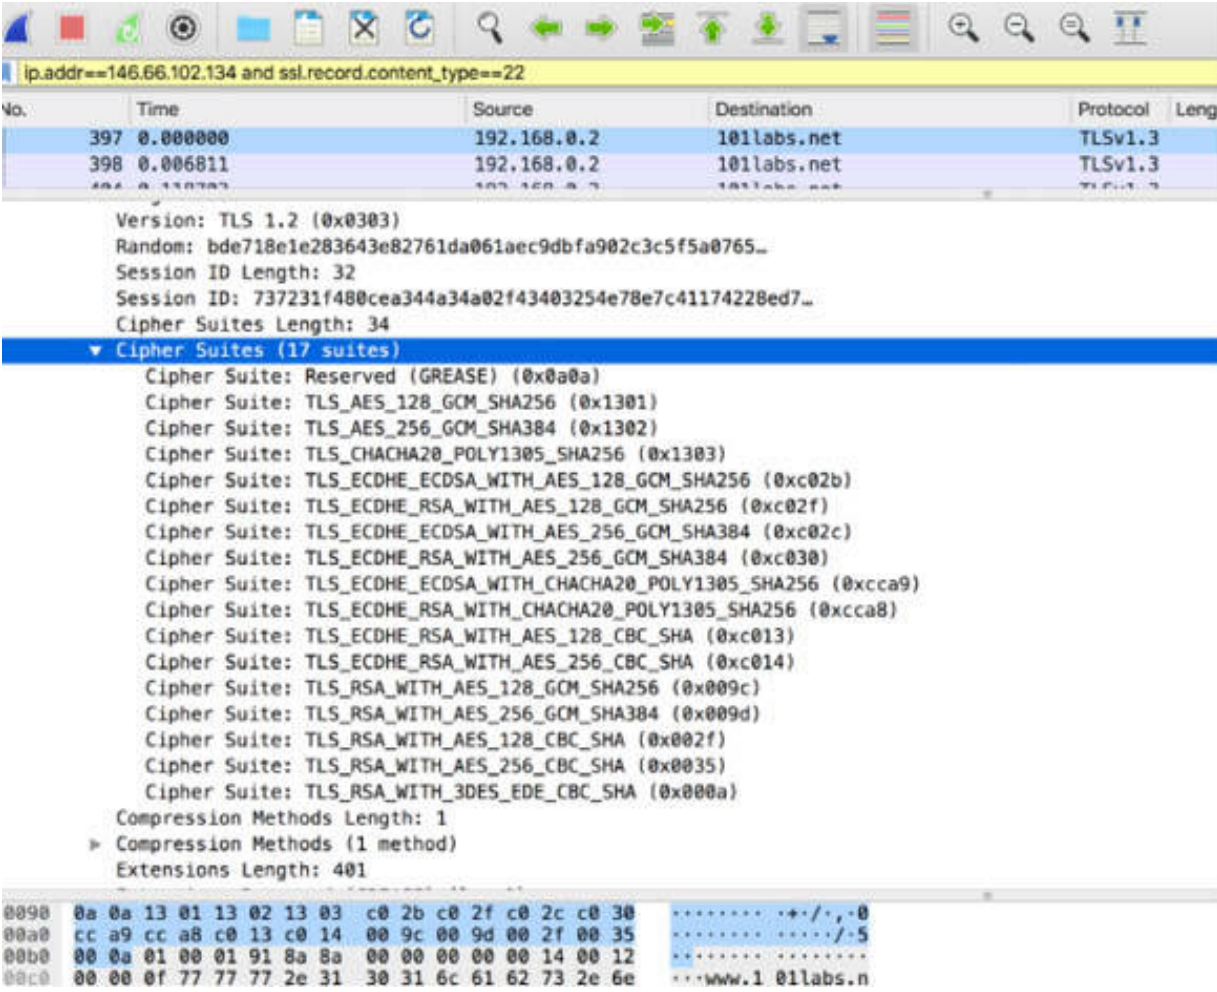 ip.addr==146.66.102.134 and ssl.record.content_type==22
No. Time Source Destination Protocol Leng
397 0.000000 192.168.0.2 101labs.net TLSv1.3
398 0.006811 192.168.0.2 101labs.net TLSv1.3
Version: TLS 1.2 (0x0303)
Random: bde718e1e283643e82761da061aec9dbfa902c3c5f5a0765…
Session ID Length: 32
Session ID: 737231f480cea344a34a02f43403254e78e7c41174228ed7…
Cipher Suites Length: 34
Cipher Suites (17 suites)
Cipher Suite: Reserved (GREASE) (0x0a0a)
Cipher Suite: TLS_AES_128_GCM_SHA256 (0x1301)
Cipher Suite: TLS_AES_256_GCM_SHA384 (0x1302)
Cipher Suite: TLS_CHACHA20_POLY1305_SHA256 (0x1303)
Cipher Suite: TLS_ECDHE_ECDSA_WITH_AES_128_GCM_SHA256 (0xc02b)
Cipher Suite: TLS_ECDHE_RSA_WITH_AES_128_GCM_SHA256 (0xc02f)
Cipher Suite: TLS_ECDHE_ECDSA_WITH_AES_256_GCM_SHA384 (0xc02c)
Cipher Suite: TLS_ECDHE_RSA_WITH_AES_256_GCM_SHA384 (0xc030)
Cipher Suite: TLS_ECDHE_ECDSA_WITH_CHACHA20_POLY1305_SHA256 (0xcca9)
Cipher Suite: TLS_ECDHE_RSA_WITH_CHACHA20_POLY1305_SHA256 (0xcca8)
Cipher Suite: TLS_ECDHE_RSA_WITH_AES_128_CBC_SHA (0xc013)
Cipher Suite: TLS_ECDHE_RSA_WITH_AES_256_CBC_SHA (0xc014)
Cipher Suite: TLS_RSA_WITH_AES_128_GCM_SHA256 (0x009c)
Cipher Suite: TLS_RSA_WITH_AES_256_GCM_SHA384 (0x009d)
Cipher Suite: TLS_RSA_WITH_AES_128_CBC_SHA (0x002f)
Cipher Suite: TLS_RSA_WITH_AES_256_CBC_SHA (0x0035)
Cipher Suite: TLS_RSA_WITH_3DES_EDE_CBC_SHA (0x000a)
Compression Methods Length: 1
Compression Methods (1 method)
Extensions Length: 401
0090 0a 0a 13 01 13 02 13 03 c0 2b c0 2f c0 2c c0 30 ········ ·+·/·,·0
00a0 cc a9 cc a8 c0 13 c0 14 00 9c 00 9d 00 2f 00 35 ········ ·····/·5
00b0 00 0a 01 00 01 91 8a 8a 00 00 00 00 00 14 00 12 ········ ········
00c0 00 00 0f 77 77 77 2e 31 30 31 6c 61 62 73 2e 6e ···www.1 01labs.n